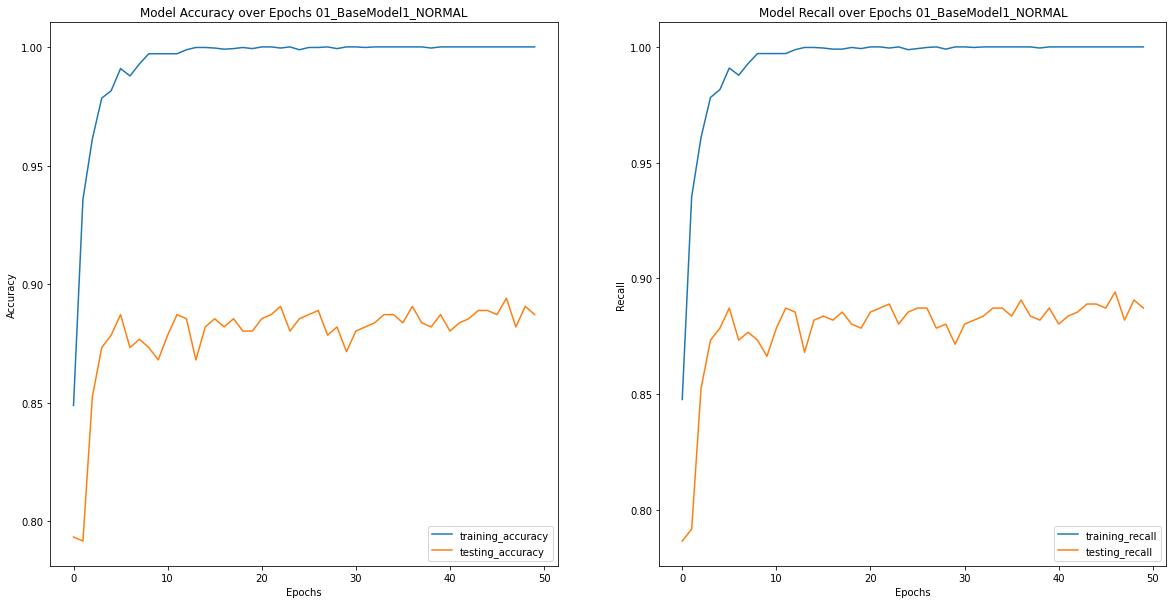 Model Accuracy over Epochs 01_BaseModel1_NORMAL
1.00
0.95
0.90
0.85
0.80
Accuracy
0 10 20 30 40 50
Epochs
training_accuracy
testing_accuracy
Model Recall over Epochs 01_BaseModel1_NORMAL
1.00
0.95
0.90
0.85
0.80
Recall
0 10 20 30 40 50
Epochs
training_recall
testing_recall